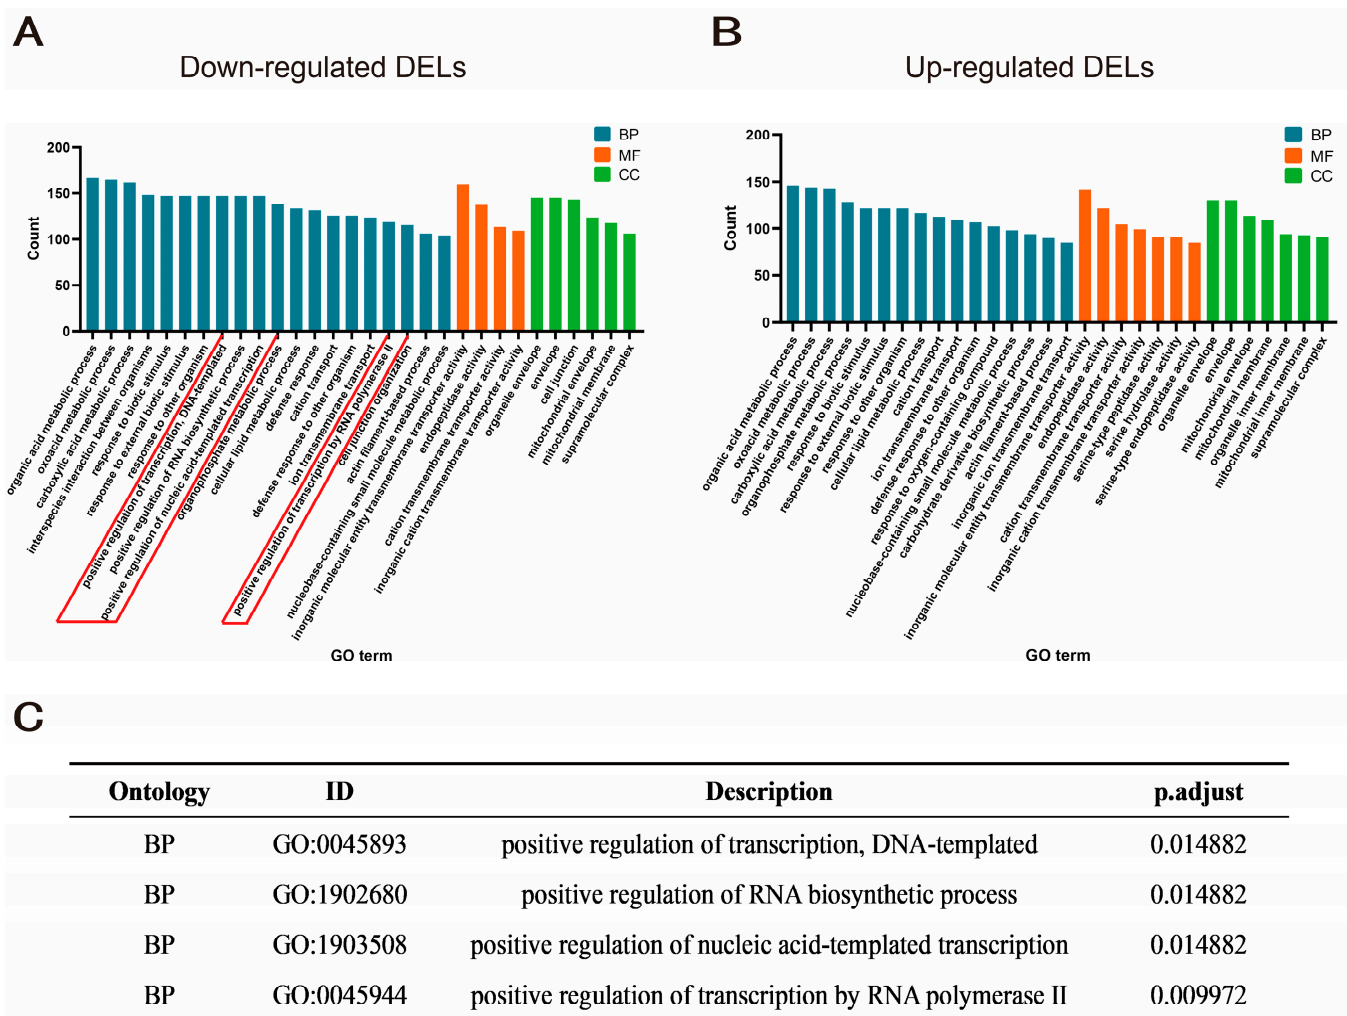 A
Down-regulated DELs
BP
MF
CC
200
150
100
50
0
Count
organic acid metabolic process
oxoacid metabolic process
carboxylic acid metabolic process
interspecies interaction between organisms
response to biotic stimulus
response to external biotic stimulus
response to other organism
positive regulation of transcription, DNA-templated
positive regulation of RNA biosynthetic process
positive regulation of nucleic acid-templated transcription
organophosphate metabolic process
cellular lipid metabolic process
defense response
cation transport
defense response to other organism
ion transmembrane transport
positive regulation of transcription by RNA polymerase II
cell junction organization
actin filament-based process
nucleobase-containing small molecule metabolic process
inorganic molecular entity transmembrane transporter activity
endopeptidase activity
cation transmembrane transporter activity
inorganic cation transmembrane transporter activity
organelle envelope
envelope
cell junction
mitochondrial envelope
mitochondrial membrane
supramolecular complex
GO term
B
Up-regulated DELs
BP
MF
CC
200
150
100
50
0
Count
organic acid metabolic process
oxoacid metabolic process
carboxylic acid metabolic process
organophosphate metabolic process
response to biotic stimulus
response to external biotic stimulus
response to other organism
cellular lipid metabolic process
cation transport
ion transmembrane transport
defense response to other organism
response to oxygen-containing compound
nucleobase-containing small molecule metabolic process
carbohydrate derivative biosynthetic process
actin filament-based process
inorganic ion transmembrane transport
inorganic molecular entity transmembrane transporter activity
endopeptidase activity
cation transmembrane transporter activity
inorganic cation transmembrane transporter activity
serine-type peptidase activity
serine hydrolase activity
serine-type endopeptidase activity
organelle envelope
envelope
mitochondrial envelope
mitochondrial membrane
organelle inner membrane
mitochondrial inner membrane
supramolecular complex
GO term
C
Ontology ID Description p.adjust
BP GO:0045893 positive regulation of transcription, DNA-templated 0.014882
BP GO:1902680 positive regulation of RNA biosynthetic process 0.014882
BP GO:1903508 positive regulation of nucleic acid-templated transcription 0.014882
BP GO:0045944 positive regulation of transcription by RNA polymerase II 0.009972